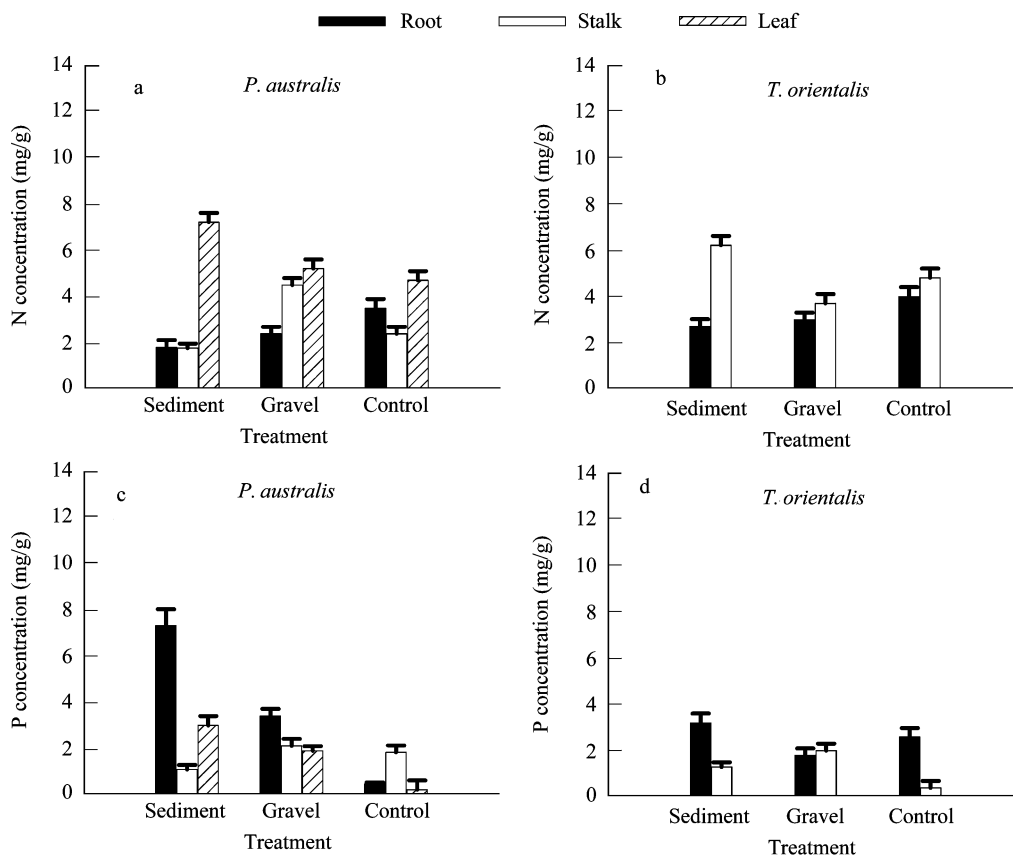 Root Stalk Leaf
a P. australis
N concentration (mg/g)
14
12
10
8
6
4
2
0
Sediment Gravel Control
Treatment
b T. orientalis
N concentration (mg/g)
14
12
10
8
6
4
2
0
Sediment Gravel Control
Treatment
c P. australis
P concentration (mg/g)
14
12
10
8
6
4
2
0
Sediment Gravel Control
Treatment
d T. orientalis
P concentration (mg/g)
14
12
10
8
6
4
2
0
Sediment Gravel Control
Treatment